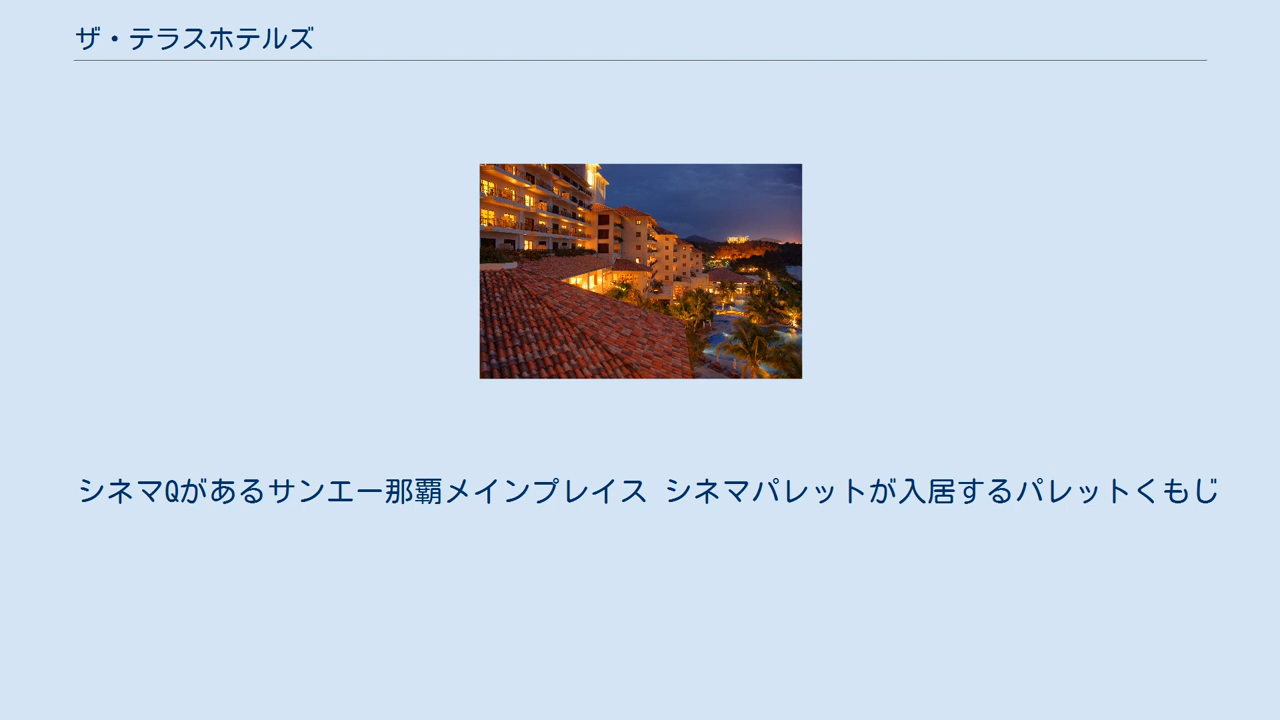 ザ・テラスホテルズ
シネマQがあるサンエー那覇メインプレイス シネマパレットが入居するパレットくもじ